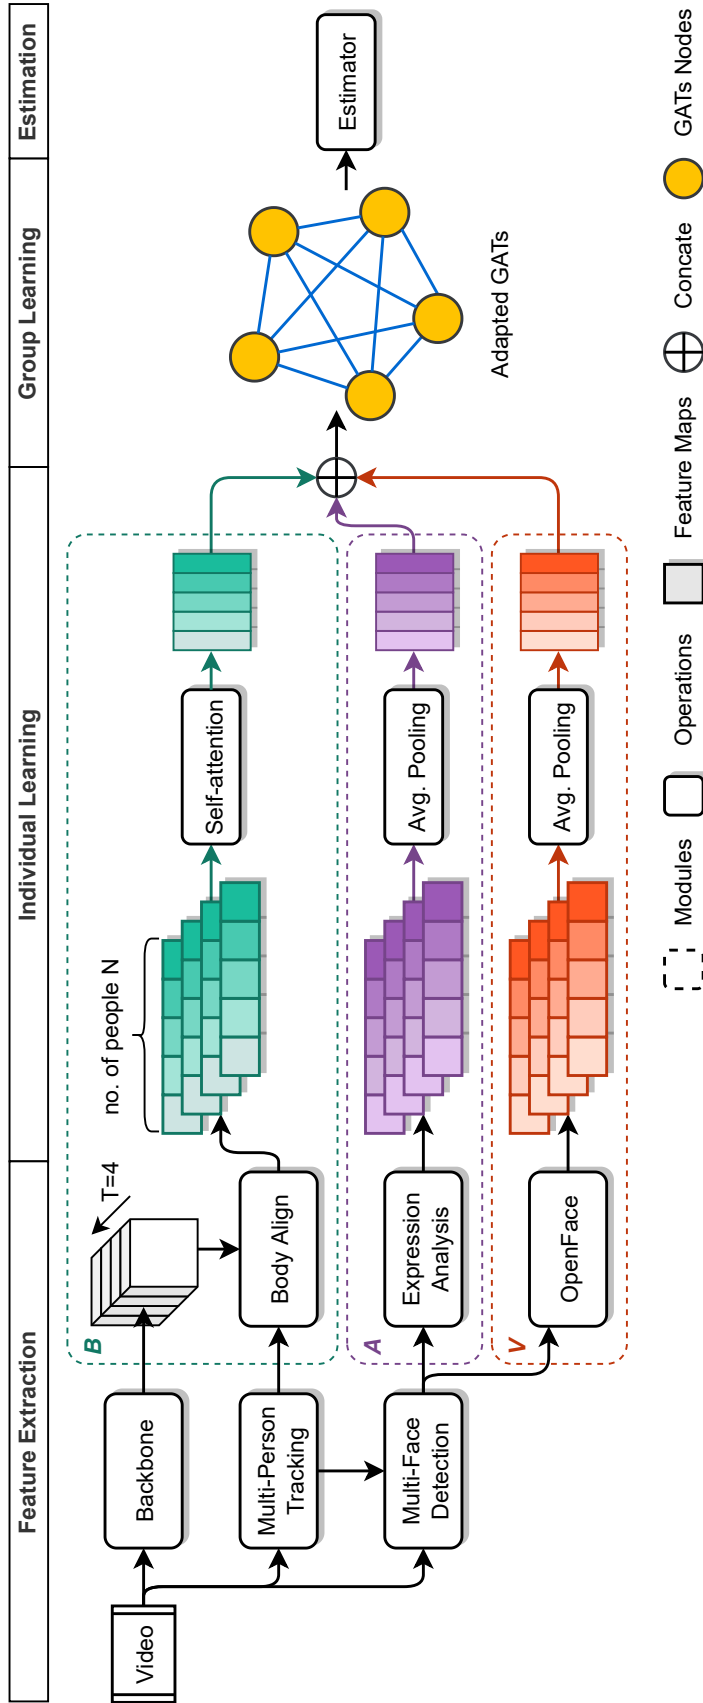 Feature Extraction
Individual Learning
Group Learning
Estimation
Video
Backbone
Multi-Person
Tracking
Multi-Face
Detection
B
T=4
Body Align
no. of people N
Self-attention
A
Expression
Analysis
Avg. Pooling
V
OpenFace
Avg. Pooling
Adapted GATs
Estimator
Modules
Operations
Feature Maps
Concate
GATs Nodes